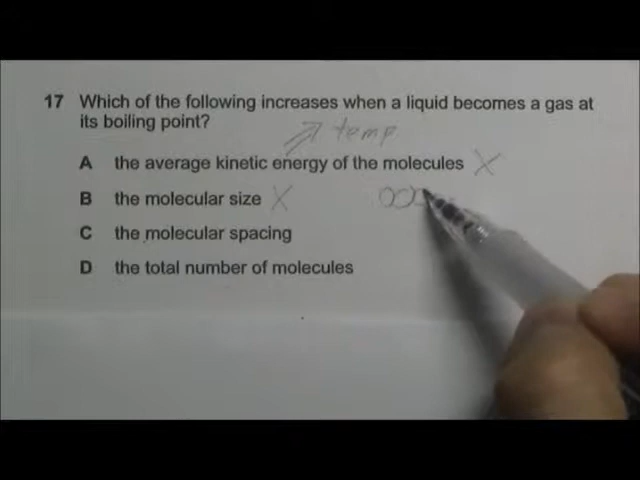 17 Which of the following increases when a liquid becomes a gas at
its boiling point?
temp
A the average kinetic energy of the molecules X
B the molecular size X
C the molecular spacing
D the total number of molecules